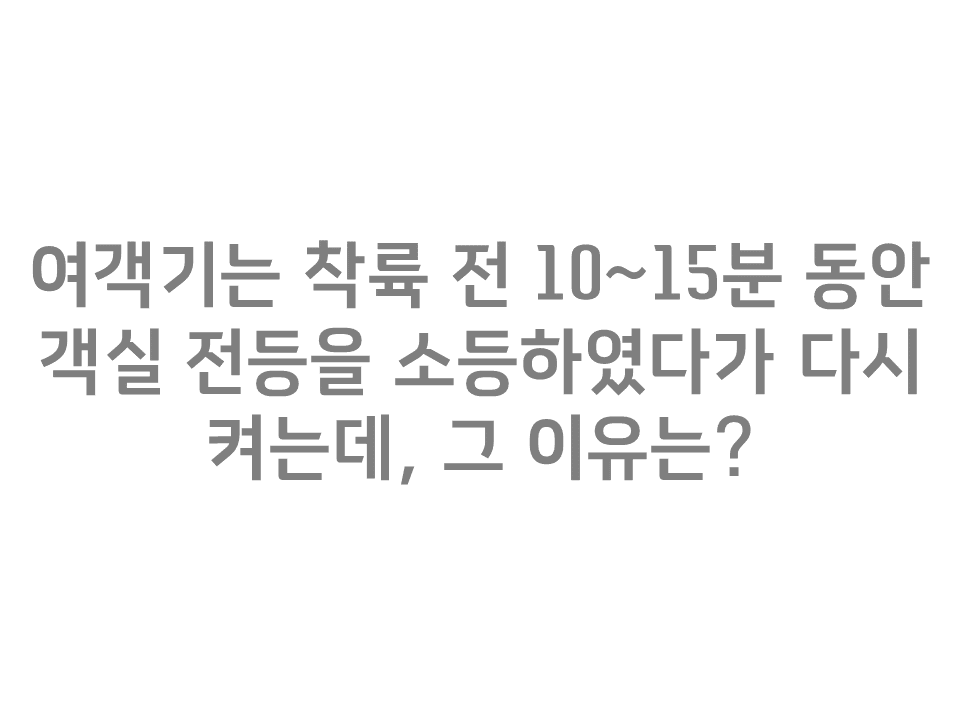 여객기는 착륙 전 10~15분 동안
객실 전등을 소등하였다가 다시
켜는데, 그 이유는?